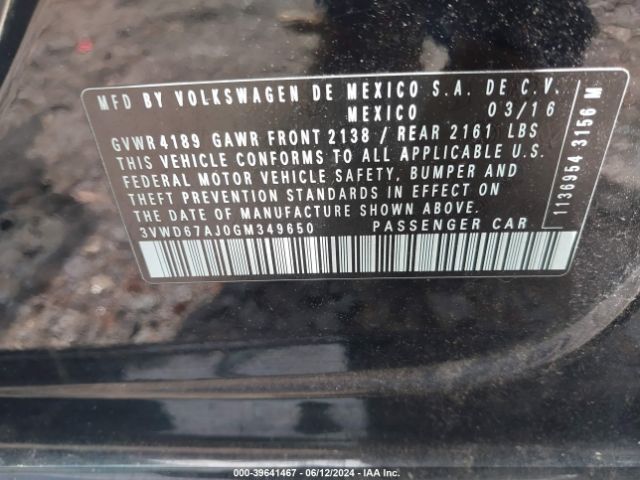 MFD BY VOLKSWAGEN DE MEXICO S.A. DE C.V.
MEXICO 03/16
GVWR 4189 GAWR FRONT 2138 / REAR 2161 LBS
THIS VEHICLE CONFORMS TO ALL APPLICABLE U.S.
FEDERAL MOTOR VEHICLE SAFETY, BUMPER AND
THEFT PREVENTION STANDARDS IN EFFECT ON
THE DATE OF MANUFACTURE SHOWN ABOVE.
3VWD67AJ0GM349650 PASSENGER CAR
1136954 3156 M
000-39641467 - 06/12/2024 - IAA Inc.